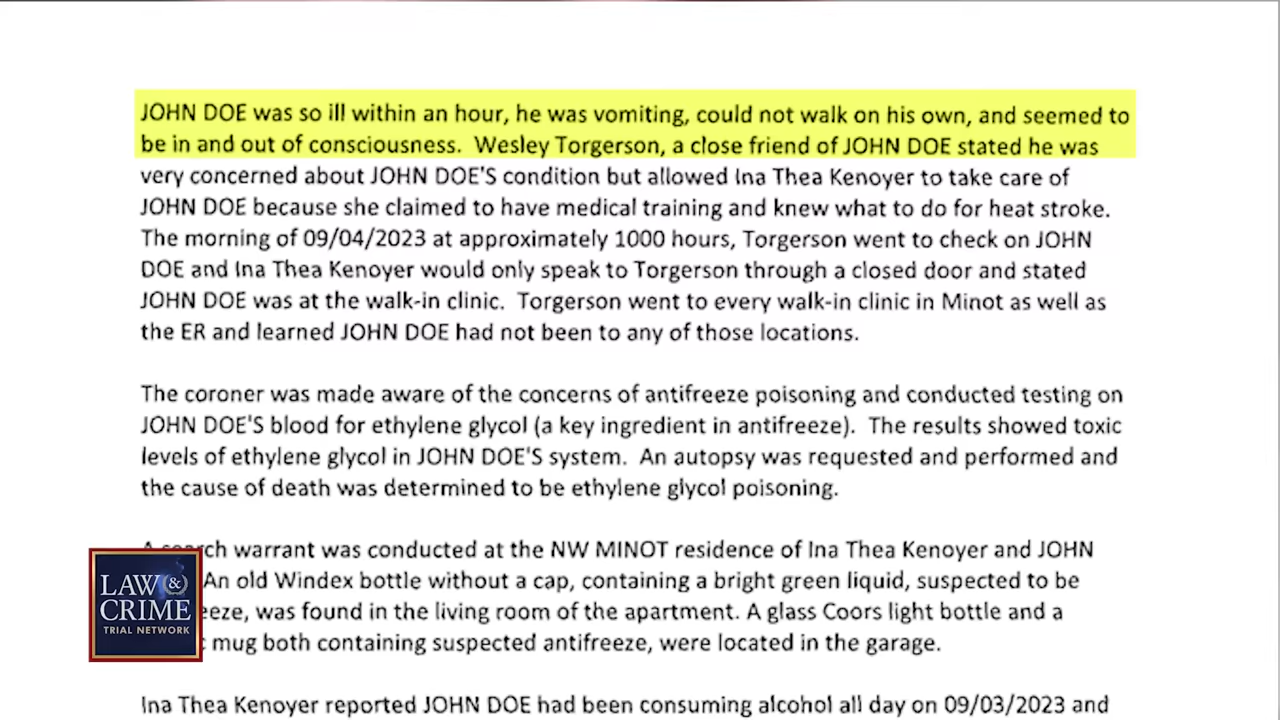 JOHN DOE was so ill within an hour, he was vomiting, could not walk on his own, and seemed to
be in and out of consciousness. Wesley Torgerson, a close friend of JOHN DOE stated he was
very concerned about JOHN DOE'S condition but allowed Ina Thea Kenoyer to take care of
JOHN DOE because she claimed to have medical training and knew what to do for heat stroke.
The morning of 09/04/2023 at approximately 1000 hours, Torgerson went to check on JOHN
DOE and Ina Thea Kenoyer would only speak to Torgerson through a closed door and stated
JOHN DOE was at the walk-in clinic. Torgerson went to every walk-in clinic in Minot as well as
the ER and learned JOHN DOE had not been to any of those locations.
The coroner was made aware of the concerns of antifreeze poisoning and conducted testing on
JOHN DOE'S blood for ethylene glycol (a key ingredient in antifreeze). The results showed toxic
levels of ethylene glycol in JOHN DOE'S system. An autopsy was requested and performed and
the cause of death was determined to be ethylene glycol poisoning.
A search warrant was conducted at the NW MINOT residence of Ina Thea Kenoyer and JOHN
An old Windex bottle without a cap, containing a bright green liquid, suspected to be
eeze, was found in the living room of the apartment. A glass Coors light bottle and a
mug both containing suspected antifreeze, were located in the garage.
Ina Thea Kenoyer reported JOHN DOE had been consuming alcohol all day on 09/03/2023 and
LAW &
CRIME
TRIAL NETWORK